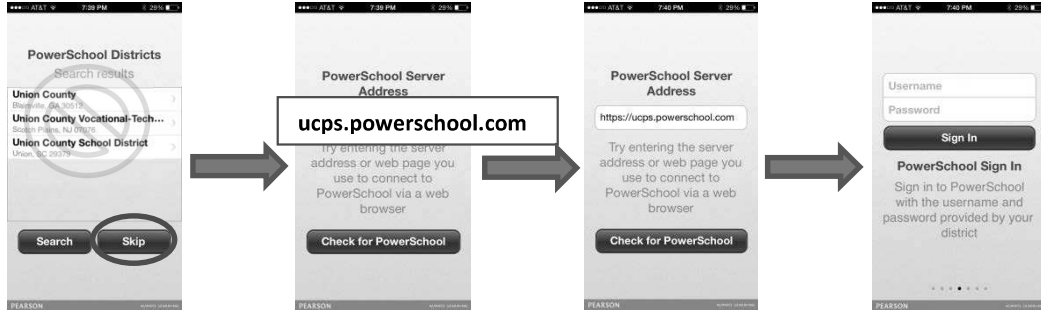 AT&T 7:39 PM 29%
PowerSchool Districts
Search results
Union County
Blairsville, GA 30512
Union County Vocational-Tech...
Scotch Plains, NJ 07076
Union County School District
Union, SC 29379
Search Skip
PEARSON
AT&T 7:39 PM 29%
PowerSchool Server
Address
ucps.powerschool.com
Try entering the server
address or web page you
use to connect to
PowerSchool via a web
browser
Check for PowerSchool
PEARSON ALWAYS LEARNING
AT&T 7:40 PM 29%
PowerSchool Server
Address
https://ucps.powerschool.com
Try entering the server
address or web page you
use to connect to
PowerSchool via a web
browser
Check for PowerSchool
PEARSON ALWAYS LEARNING
AT&T 7:40 PM 29%
Username
Password
Sign In
PowerSchool Sign In
Sign in to PowerSchool
with the username and
password provided by your
district
PEARSON ALWAYS LEARNING